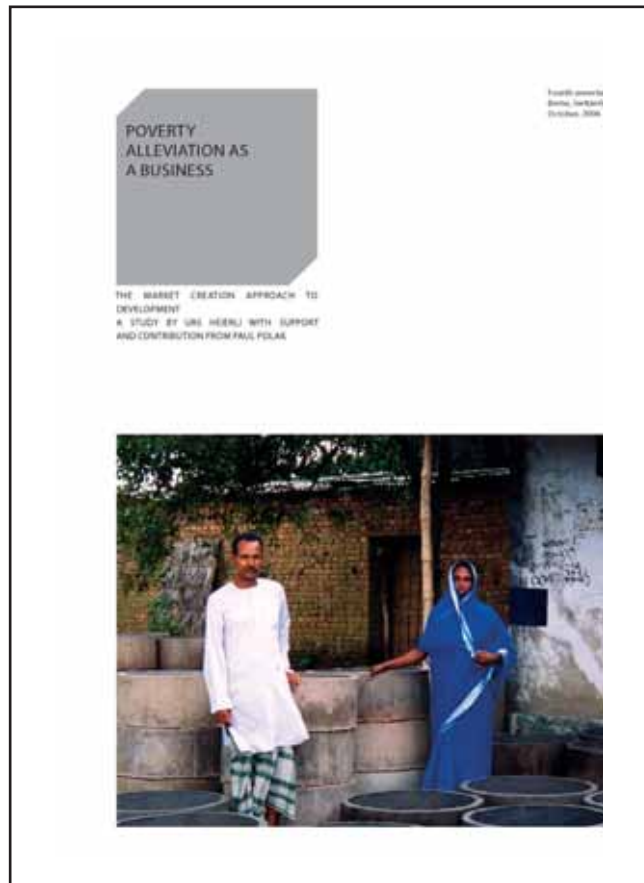 POVERTY
ALLEVIATION AS
A BUSINESS
October, 2006
THE MARKET CREATION APPROACH TO
DEVELOPMENT
A STUDY BY URS HEIERLI WITH SUPPORT
AND CONTRIBUTION FROM PAUL POLAK